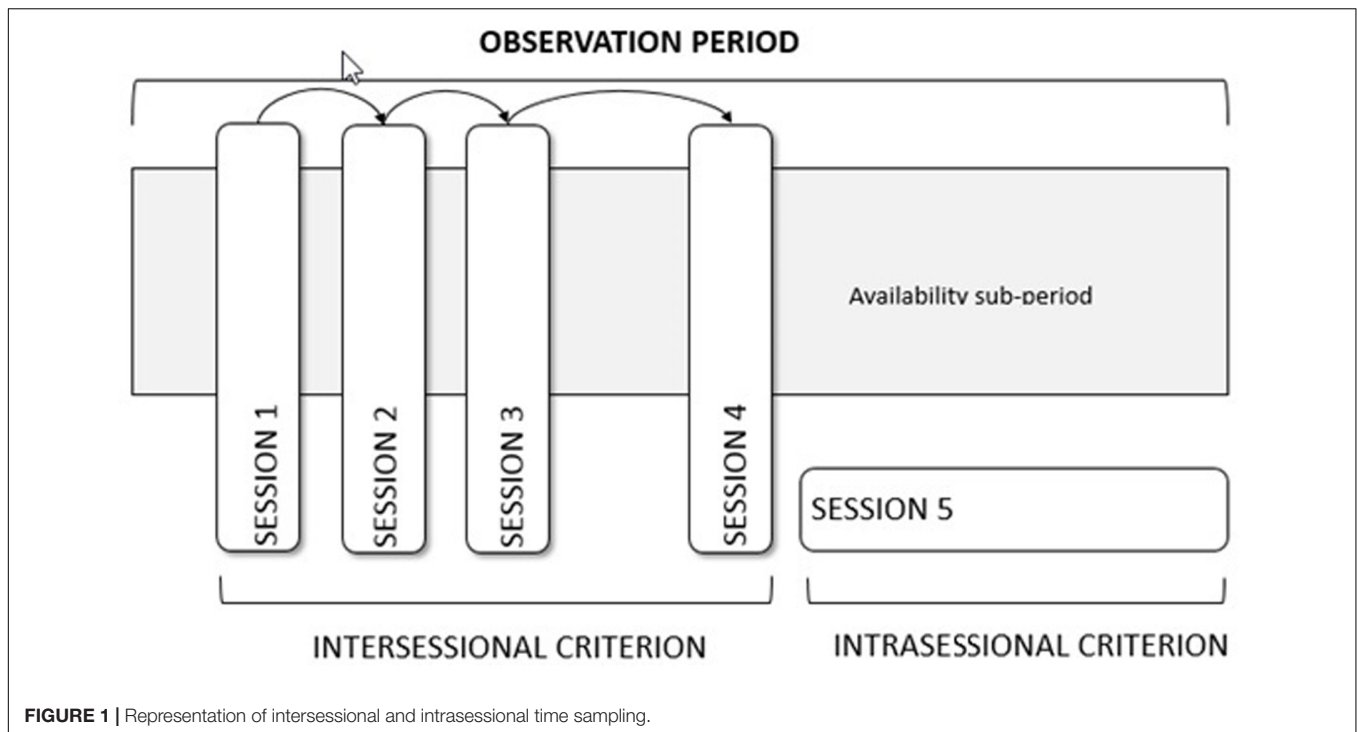 OBSERVATION PERIOD
Availability sub-period
SESSION 1
SESSION 2
SESSION 3
SESSION 4
SESSION 5
INTERSESSIONAL CRITERION
INTRASESSIONAL CRITERION
FIGURE 1 | Representation of intersessional and intrasessional time sampling.